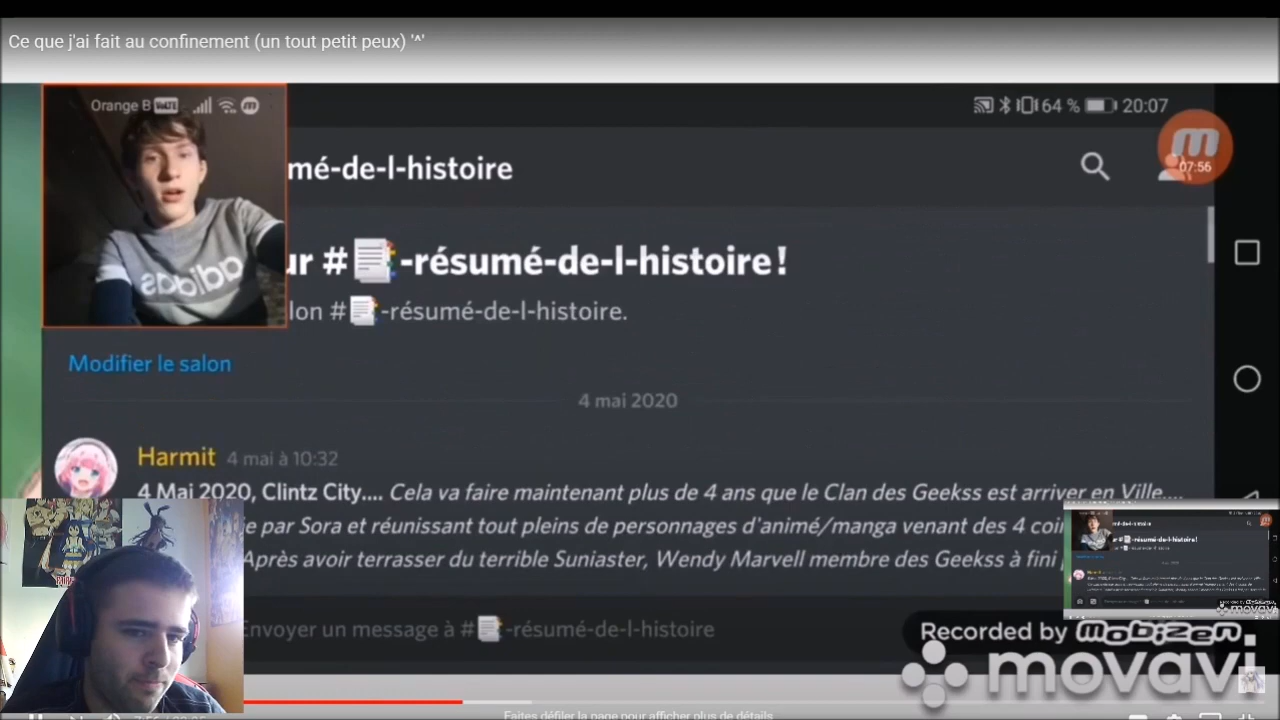 Ce que j'ai fait au confinement (un tout petit peux) '^'
Orange B VoLTE
64 % 20:07
07:56
mé-de-l-histoire
ur #📑-résumé-de-l-histoire !
lon #📑-résumé-de-l-histoire.
adidas
Modifier le salon
4 mai 2020
Harmit 4 mai à 10:32
4 Mai 2020, Clintz City.... Cela va faire maintenant plus de 4 ans que le Clan des Geekss est arriver en Ville....
e par Sora et réunissant tout pleins de personnages d'animé/manga venant des 4 coi
Après avoir terrasser du terrible Suniaster, Wendy Marvell membre des Geekss à fini
Envoyer un message à #📑-résumé-de-l-histoire
Recorded by mobizen
movavi
Faites défiler la page pour afficher plus de détails